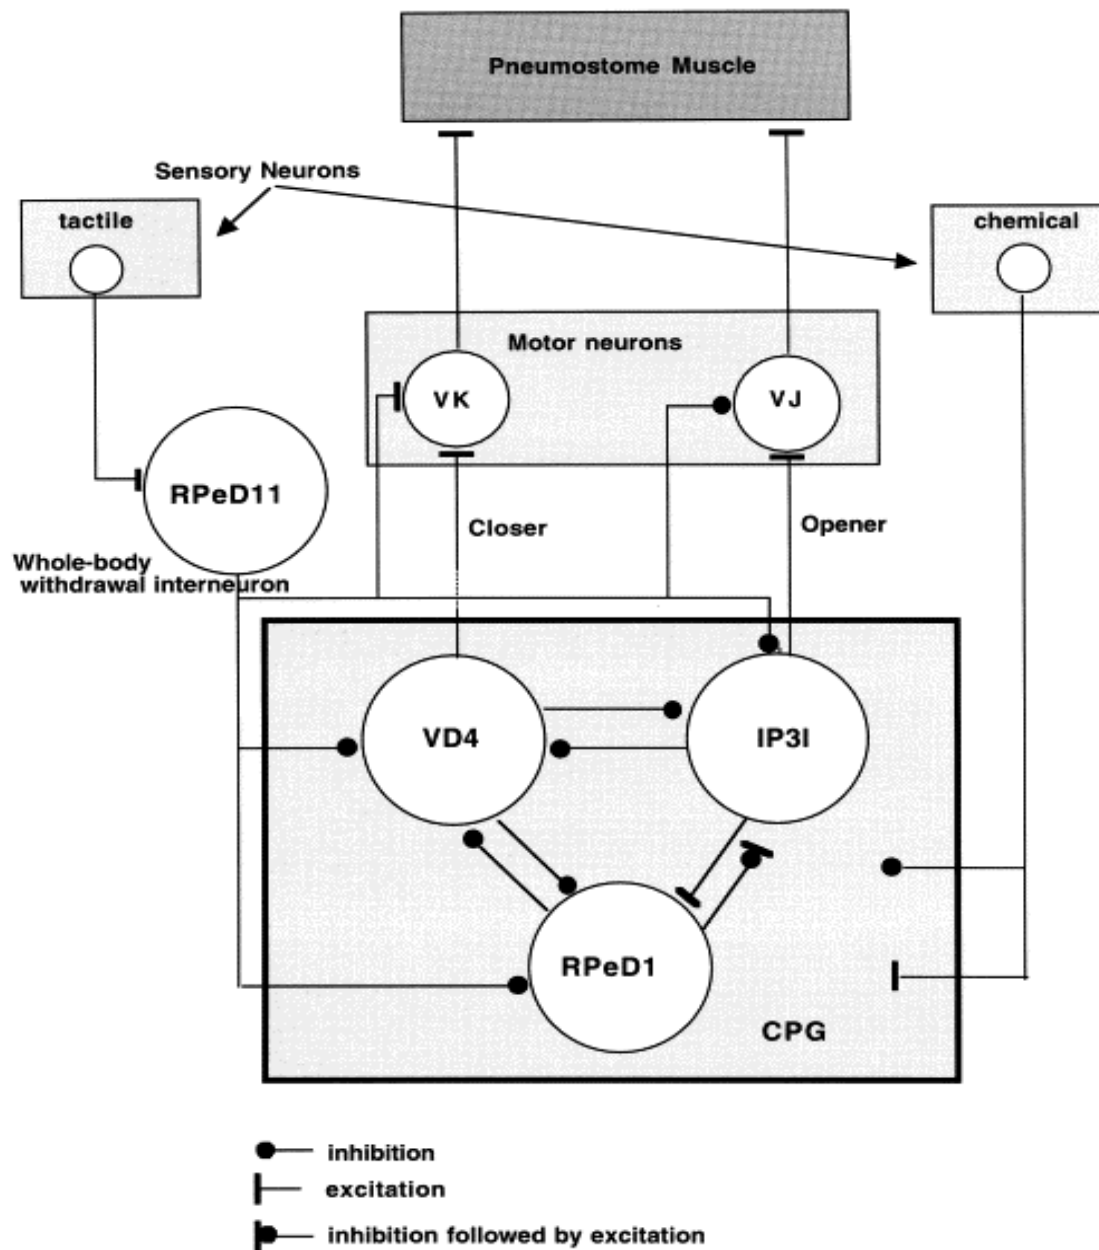 Pneumostome Muscle
Sensory Neurons
tactile
chemical
Motor neurons
VK
VJ
RPeD11
Closer
Opener
Whole-body
withdrawal interneuron
VD4
IP3I
RPeD1
CPG
inhibition
excitation
inhibition followed by excitation